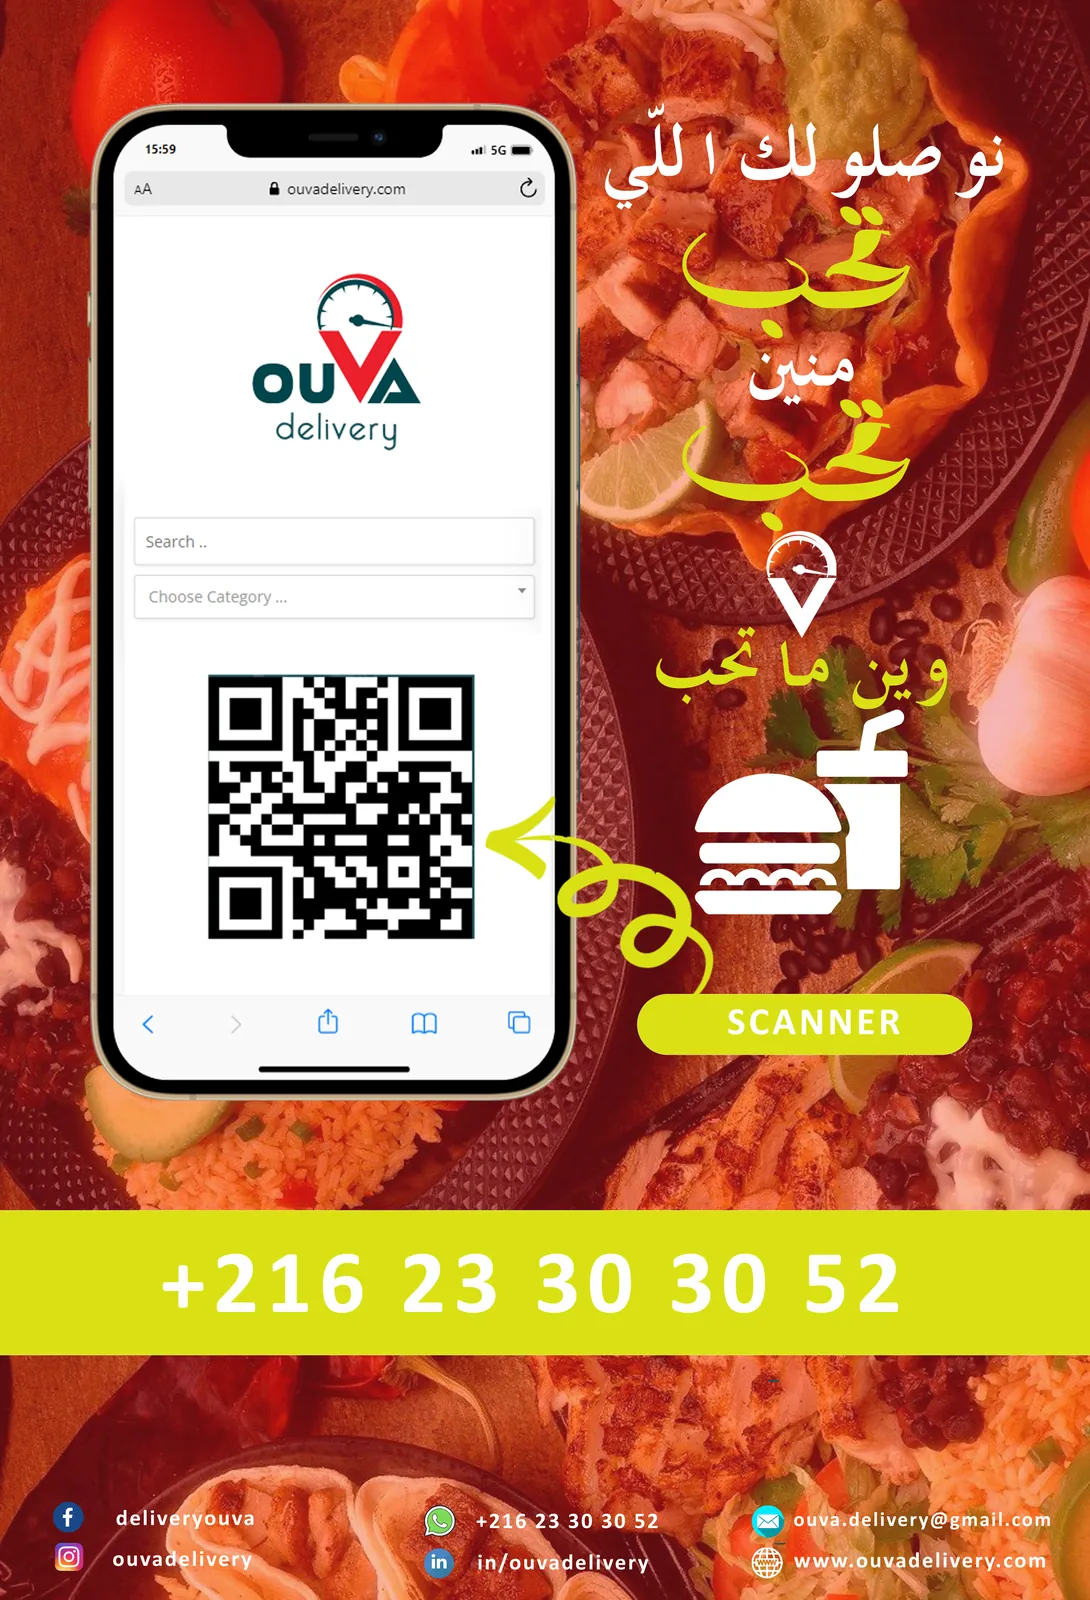 15:59
5G
AA
ouvadelivery.com
OUVA
delivery
Search ..
Choose Category ...
نوصلو لك اللّي
تحب
منين
تحب
وين ما تحب
SCANNER
+216 23 30 30 52
deliveryouva
+216 23 30 30 52
ouva.delivery@gmail.com
ouvadelivery
in/ouvadelivery
www.ouvadelivery.com